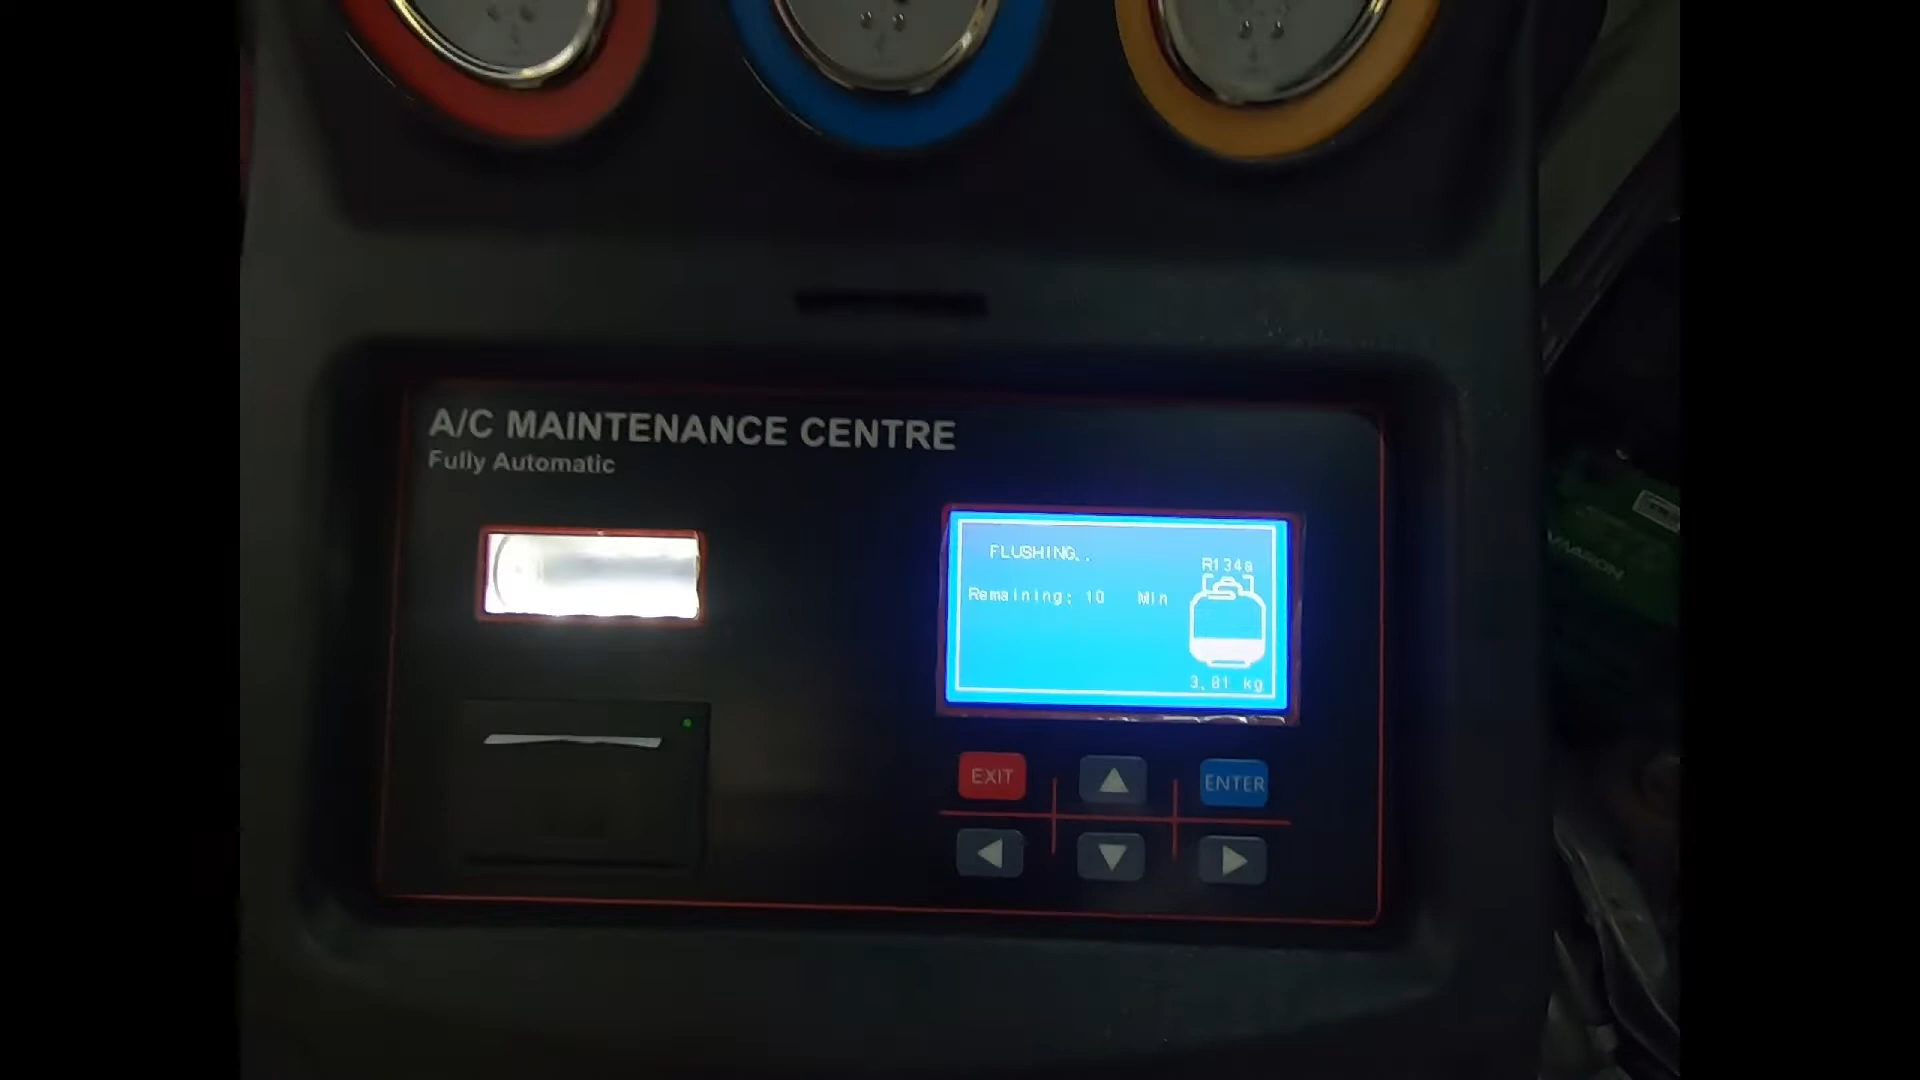 A/C MAINTENANCE CENTRE
Fully Automatic
FLUSHING..
R134a
Remaining: 10 Min
3.81 kg
EXIT
ENTER